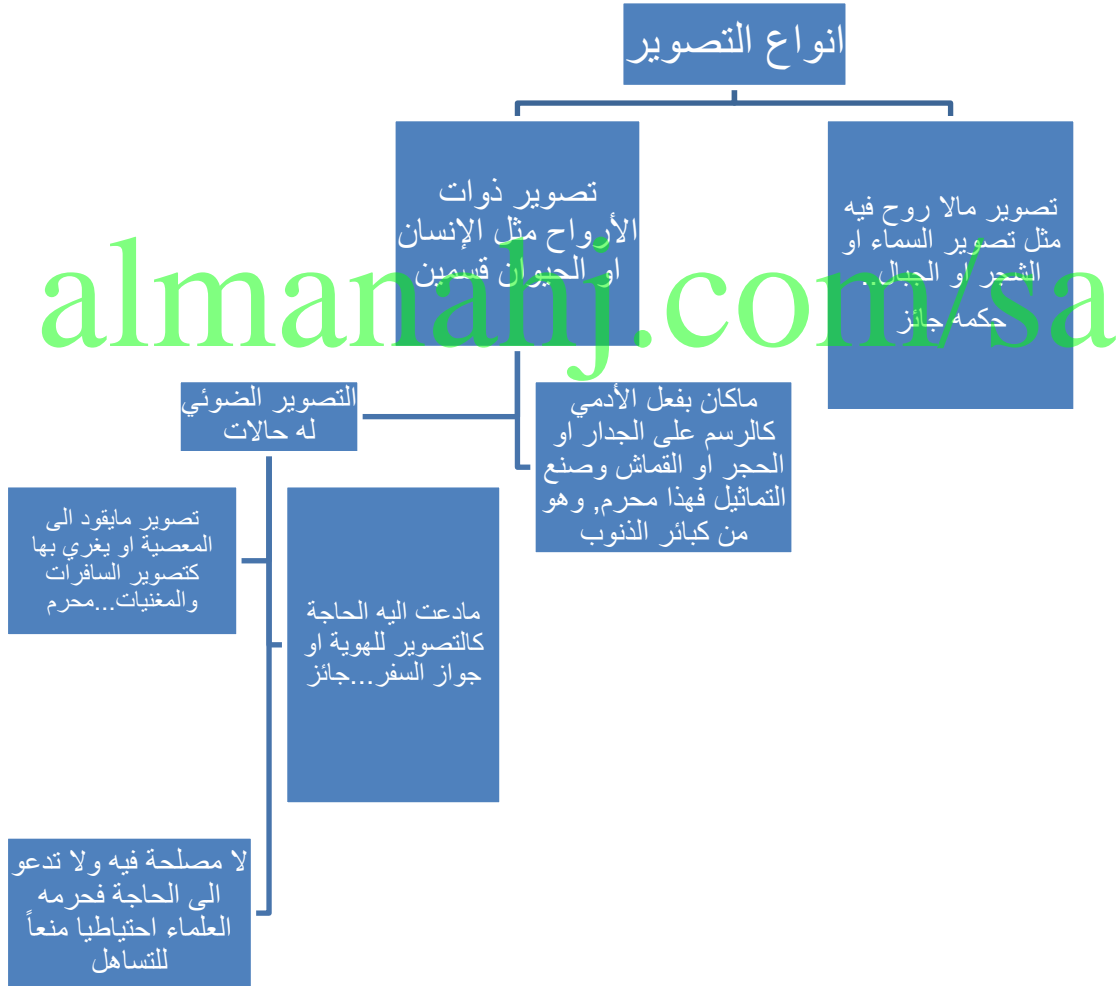 انواع التصوير
تصوير مالا روح فيه
مثل تصوير السماء او
الشجر او الجبال..
حكمه جائز
تصوير ذوات
الأرواح مثل الإنسان
او الحيوان قسمين
ماكان بفعل الأدمي
كالرسم على الجدار او
الحجر او القماش وصنع
التماثيل فهذا محرم, وهو
من كبائر الذنوب
التصوير الضوئي
له حالات
تصوير مايقود الى
المعصية او يغري بها
كتصوير السافرات
والمغنيات...محرم
مادعت اليه الحاجة
كالتصوير للهوية او
جواز السفر...جائز
لا مصلحة فيه ولا تدعو
الى الحاجة فحرمه
العلماء احتياطيا منعاً
للتساهل
almanahj.com/sa